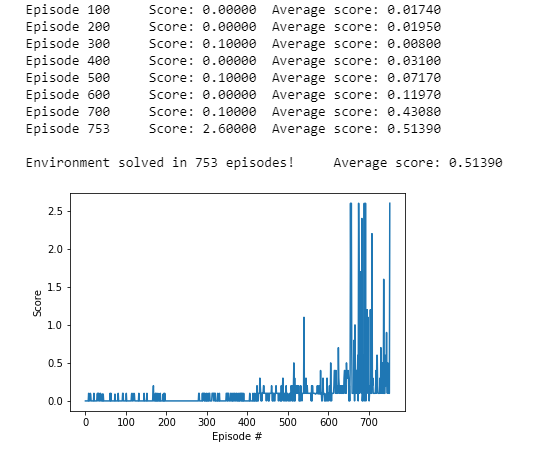 Episode 100 Score: 0.00000 Average score: 0.01740
Episode 200 Score: 0.00000 Average score: 0.01950
Episode 300 Score: 0.10000 Average score: 0.00800
Episode 400 Score: 0.00000 Average score: 0.03100
Episode 500 Score: 0.10000 Average score: 0.07170
Episode 600 Score: 0.00000 Average score: 0.11970
Episode 700 Score: 0.10000 Average score: 0.43080
Episode 753 Score: 2.60000 Average score: 0.51390
Environment solved in 753 episodes! Average score: 0.51390
2.5
2.0
1.5
1.0
0.5
0.0
Score
0 100 200 300 400 500 600 700
Episode #